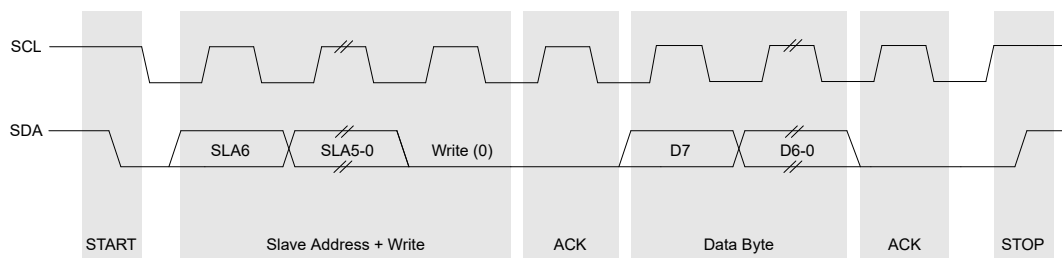 SCL
SDA
SLA6 SLA5-0 Write (0) D7 D6-0
START Slave Address + Write ACK Data Byte ACK STOP